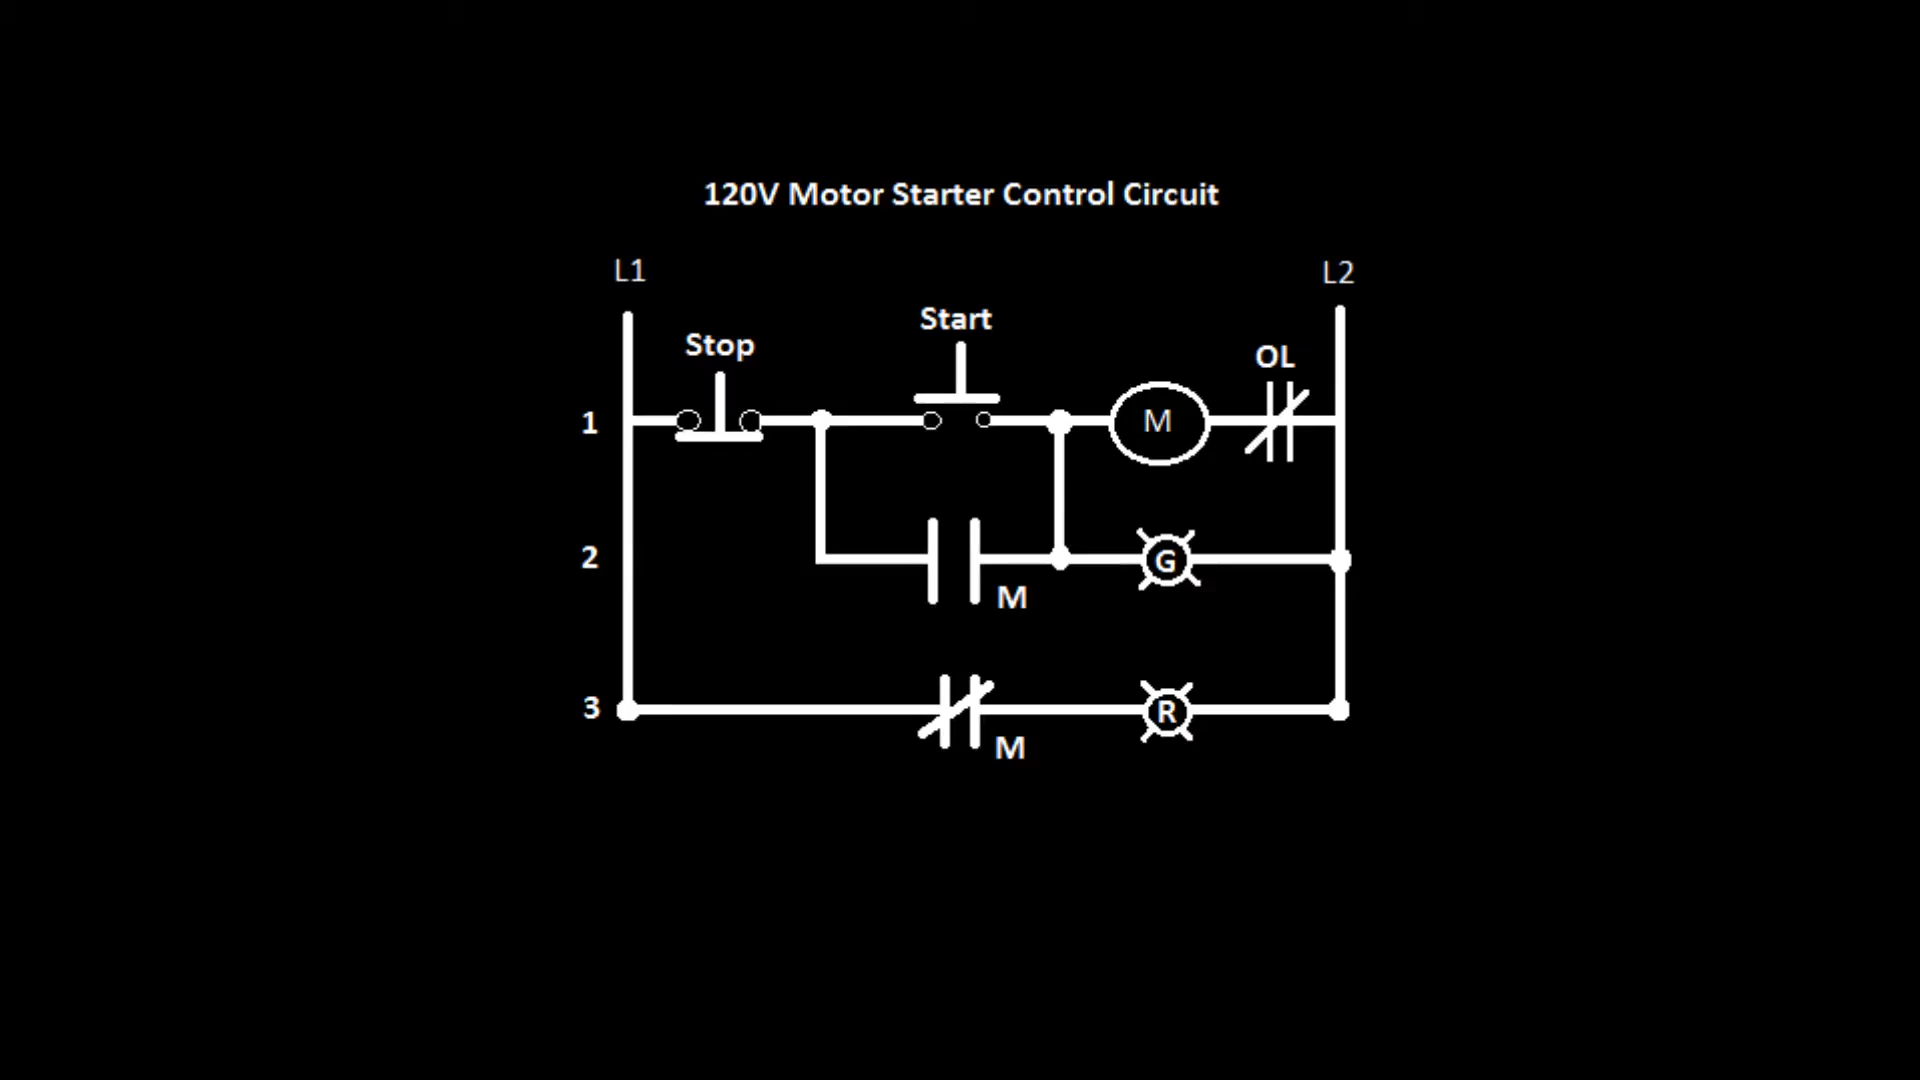 120V Motor Starter Control Circuit
L1
L2
Start
Stop
OL
1
M
2
G
M
3
R
M